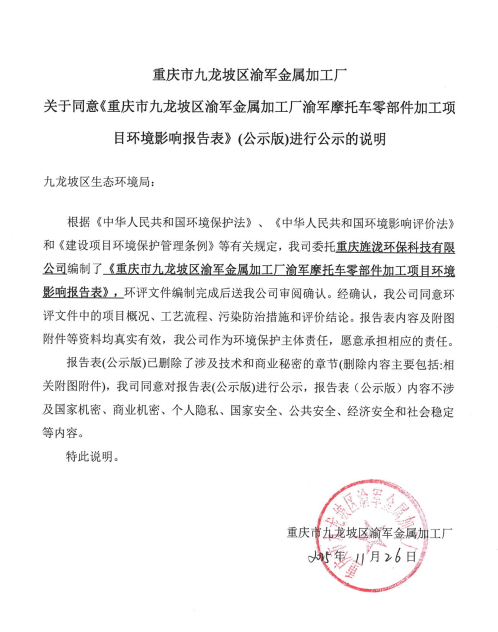 重庆市九龙坡区渝军金属加工厂
关于同意《重庆市九龙坡区渝军金属加工厂渝军摩托车零部件加工项
目环境影响报告表》(公示版)进行公示的说明
九龙坡区生态环境局：
根据《中华人民共和国环境保护法》、《中华人民共和国环境影响评价法》
和《建设项目环境保护管理条例》等有关规定，我司委托重庆旌泷环保科技有限
公司编制了《重庆市九龙坡区渝军金属加工厂渝军摩托车零部件加工项目环境
影响报告表》，环评文件编制完成后送我公司审阅确认。经确认，我公司同意环
评文件中的项目概况、工艺流程、污染防治措施和评价结论。报告表内容及附图
附件等资料均真实有效，我公司作为环境保护主体责任，愿意承担相应的责任。
报告表(公示版)已删除了涉及技术和商业秘密的章节(删除内容主要包括:相
关附图附件)，我司同意对报告表(公示版)进行公示，报告表（公示版）内容不涉
及国家机密、商业机密、个人隐私、国家安全、公共安全、经济安全和社会稳定
等内容。
特此说明。
重庆市九龙坡区渝军金属加工厂
2025年11月26日